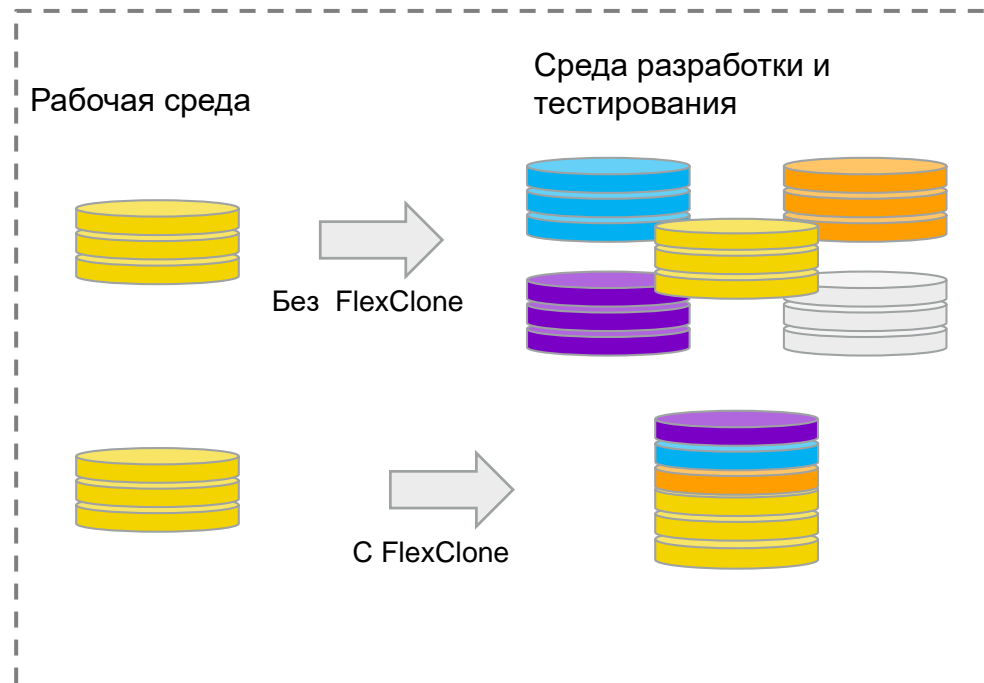 Рабочая среда
Среда разработки и
тестирования
Без  FlexClone
С FlexClone